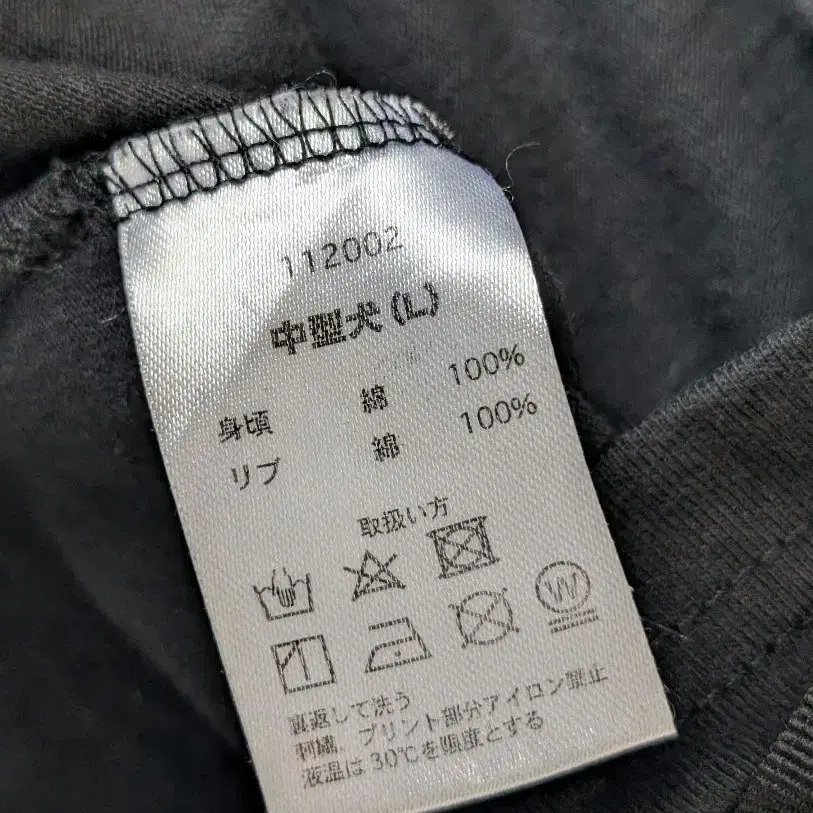 112002
中型犬(L)
身頃 綿 100%
リブ 綿 100%
取扱い方
W
裏返して洗う
刺繍、プリント部分アイロン禁止
液温は30℃を限度とする